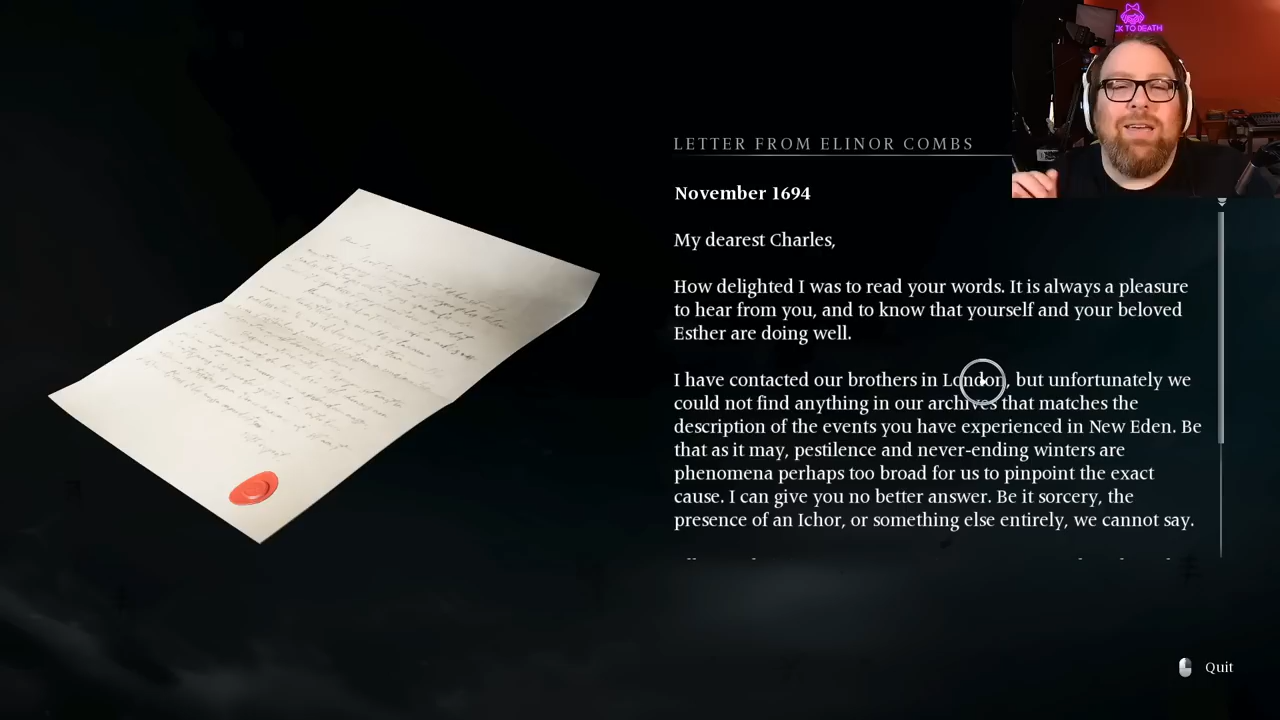 CK TO DEATH
LETTER FROM ELINOR COMBS
November 1694
My dearest Charles,
How delighted I was to read your words. It is always a pleasure
to hear from you, and to know that yourself and your beloved
Esther are doing well.
I have contacted our brothers in London, but unfortunately we
could not find anything in our archives that matches the
description of the events you have experienced in New Eden. Be
that as it may, pestilence and never-ending winters are
phenomena perhaps too broad for us to pinpoint the exact
cause. I can give you no better answer. Be it sorcery, the
presence of an Ichor, or something else entirely, we cannot say.
Quit